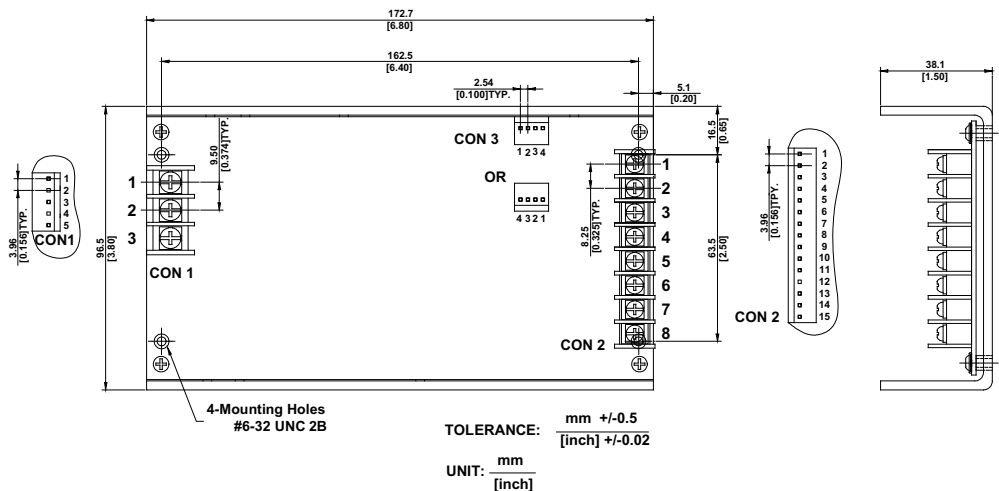 172.7
[6.80]
162.5
[6.40]
2.54
[0.100]TYP.
5.1
[0.20]
38.1
[1.50]
16.5
[0.65]
9.50
[0.374]TYP.
CON 3
1 2 3 4
OR
4 3 2 1
1
2
3
CON 1
96.5
[3.80]
3.96
[0.156]TYP.
1
2
3
4
5
CON1
8.25
[0.325]TYP.
1
2
3
4
5
6
7
8
CON 2
63.5
[2.50]
3.96
[0.156]TPY.
1
2
3
4
5
6
7
8
9
10
11
12
13
14
15
CON 2
4-Mounting Holes
#6-32 UNC 2B
TOLERANCE: mm +/-0.5
[inch] +/-0.02
UNIT: mm
[inch]